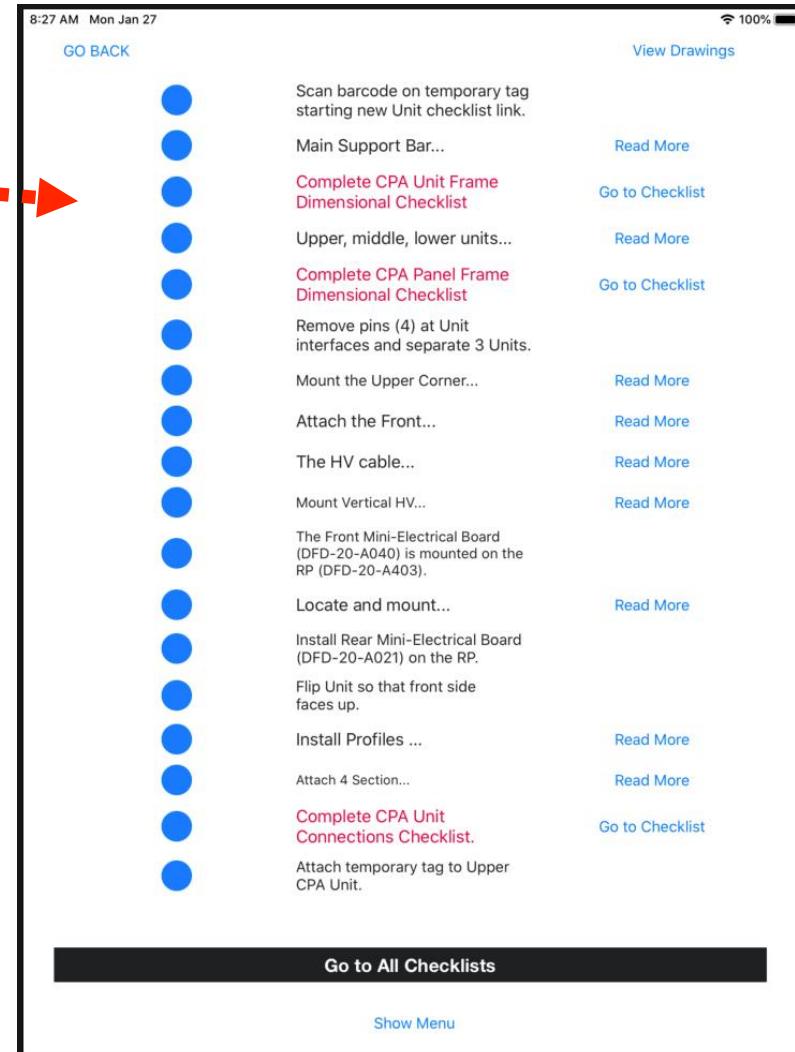 8:27 AM Mon Jan 27
100%
GO BACK
View Drawings
Scan barcode on temporary tag
starting new Unit checklist link.
Main Support Bar...
Read More
Complete CPA Unit Frame
Dimensional Checklist
Go to Checklist
Upper, middle, lower units...
Read More
Complete CPA Panel Frame
Dimensional Checklist
Go to Checklist
Remove pins (4) at Unit
interfaces and separate 3 Units.
Mount the Upper Corner...
Read More
Attach the Front...
Read More
The HV cable...
Read More
Mount Vertical HV...
Read More
The Front Mini-Electrical Board
(DFD-20-A040) is mounted on the
RP (DFD-20-A403).
Locate and mount...
Read More
Install Rear Mini-Electrical Board
(DFD-20-A021) on the RP.
Flip Unit so that front side
faces up.
Install Profiles ...
Read More
Attach 4 Section...
Read More
Complete CPA Unit
Connections Checklist.
Go to Checklist
Attach temporary tag to Upper
CPA Unit.
Go to All Checklists
Show Menu